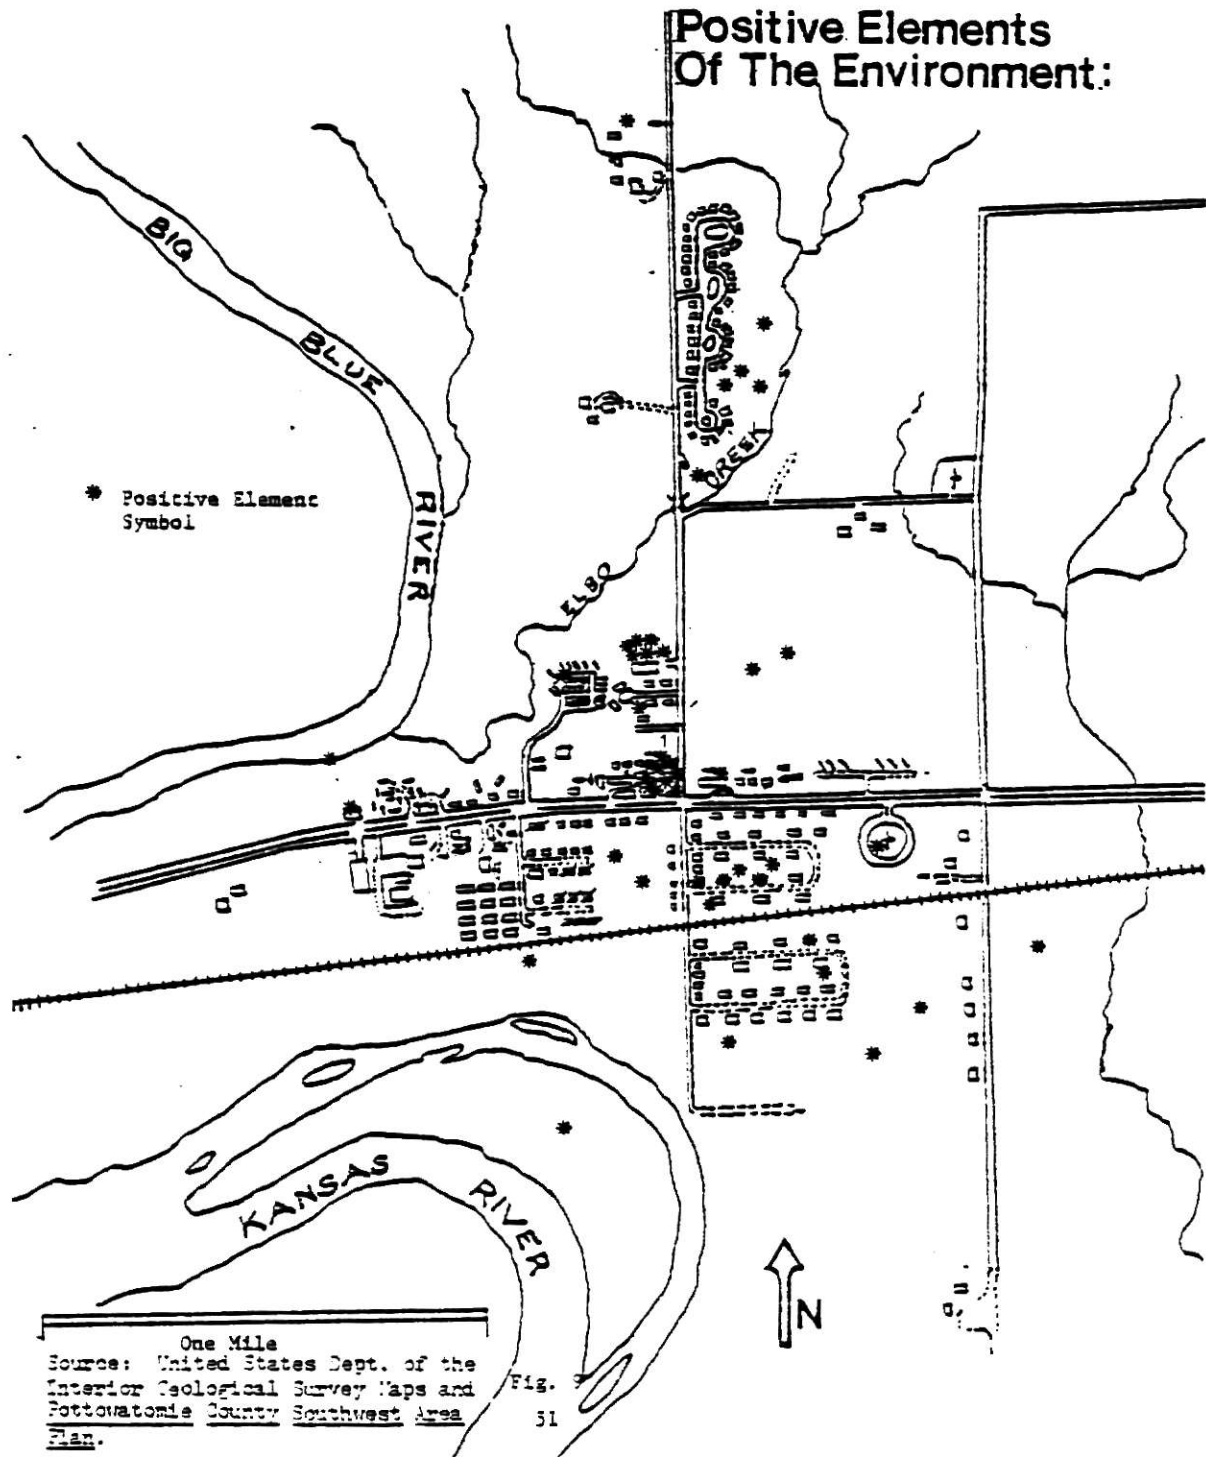 Positive Elements
Of The Environment:
BIG
BLUE
RIVER
* Positive Element
Symbol
CREEK
ELBO
KANSAS
RIVER
N
One Mile
Source: United States Dept. of the
Interior Geological Survey Maps and
Pottowatomie County Southwest Area
Plan.
Fig.